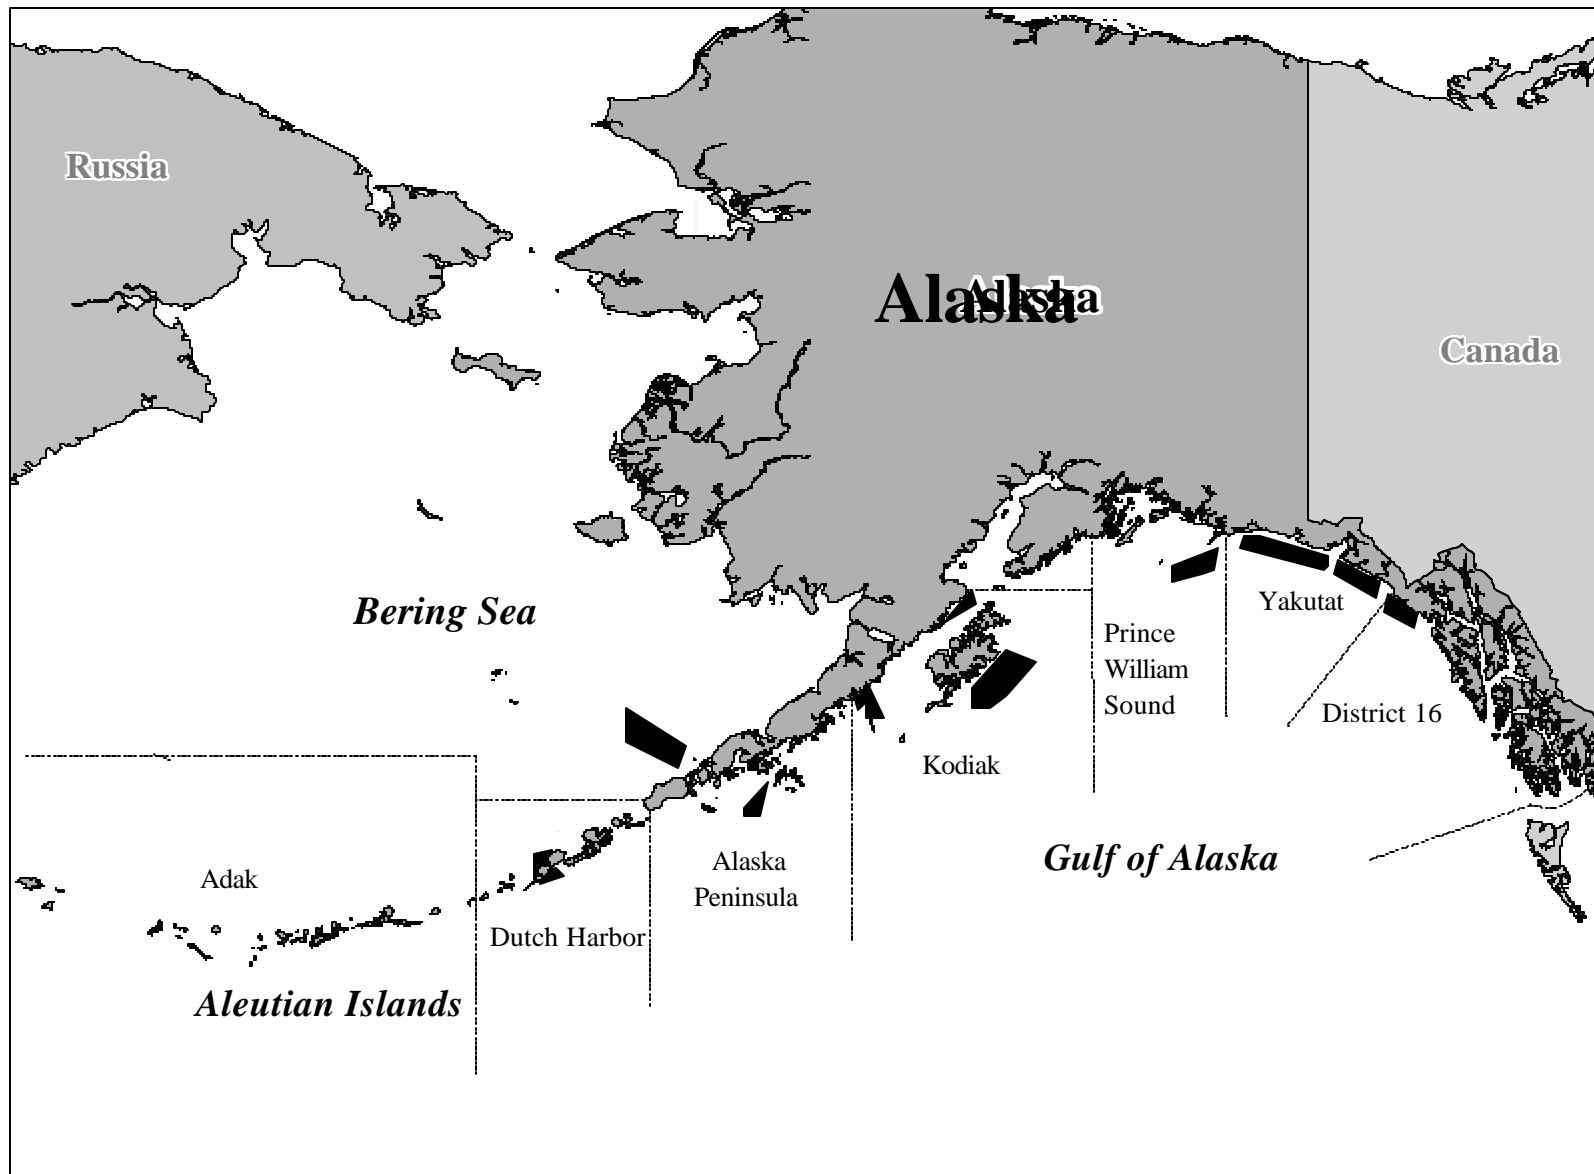 Russia
Alaska
Alaska
Canada
Bering Sea
Yakutat
Prince
William
Sound
District 16
Kodiak
Gulf of Alaska
Alaska
Peninsula
Adak
Dutch Harbor
Aleutian Islands